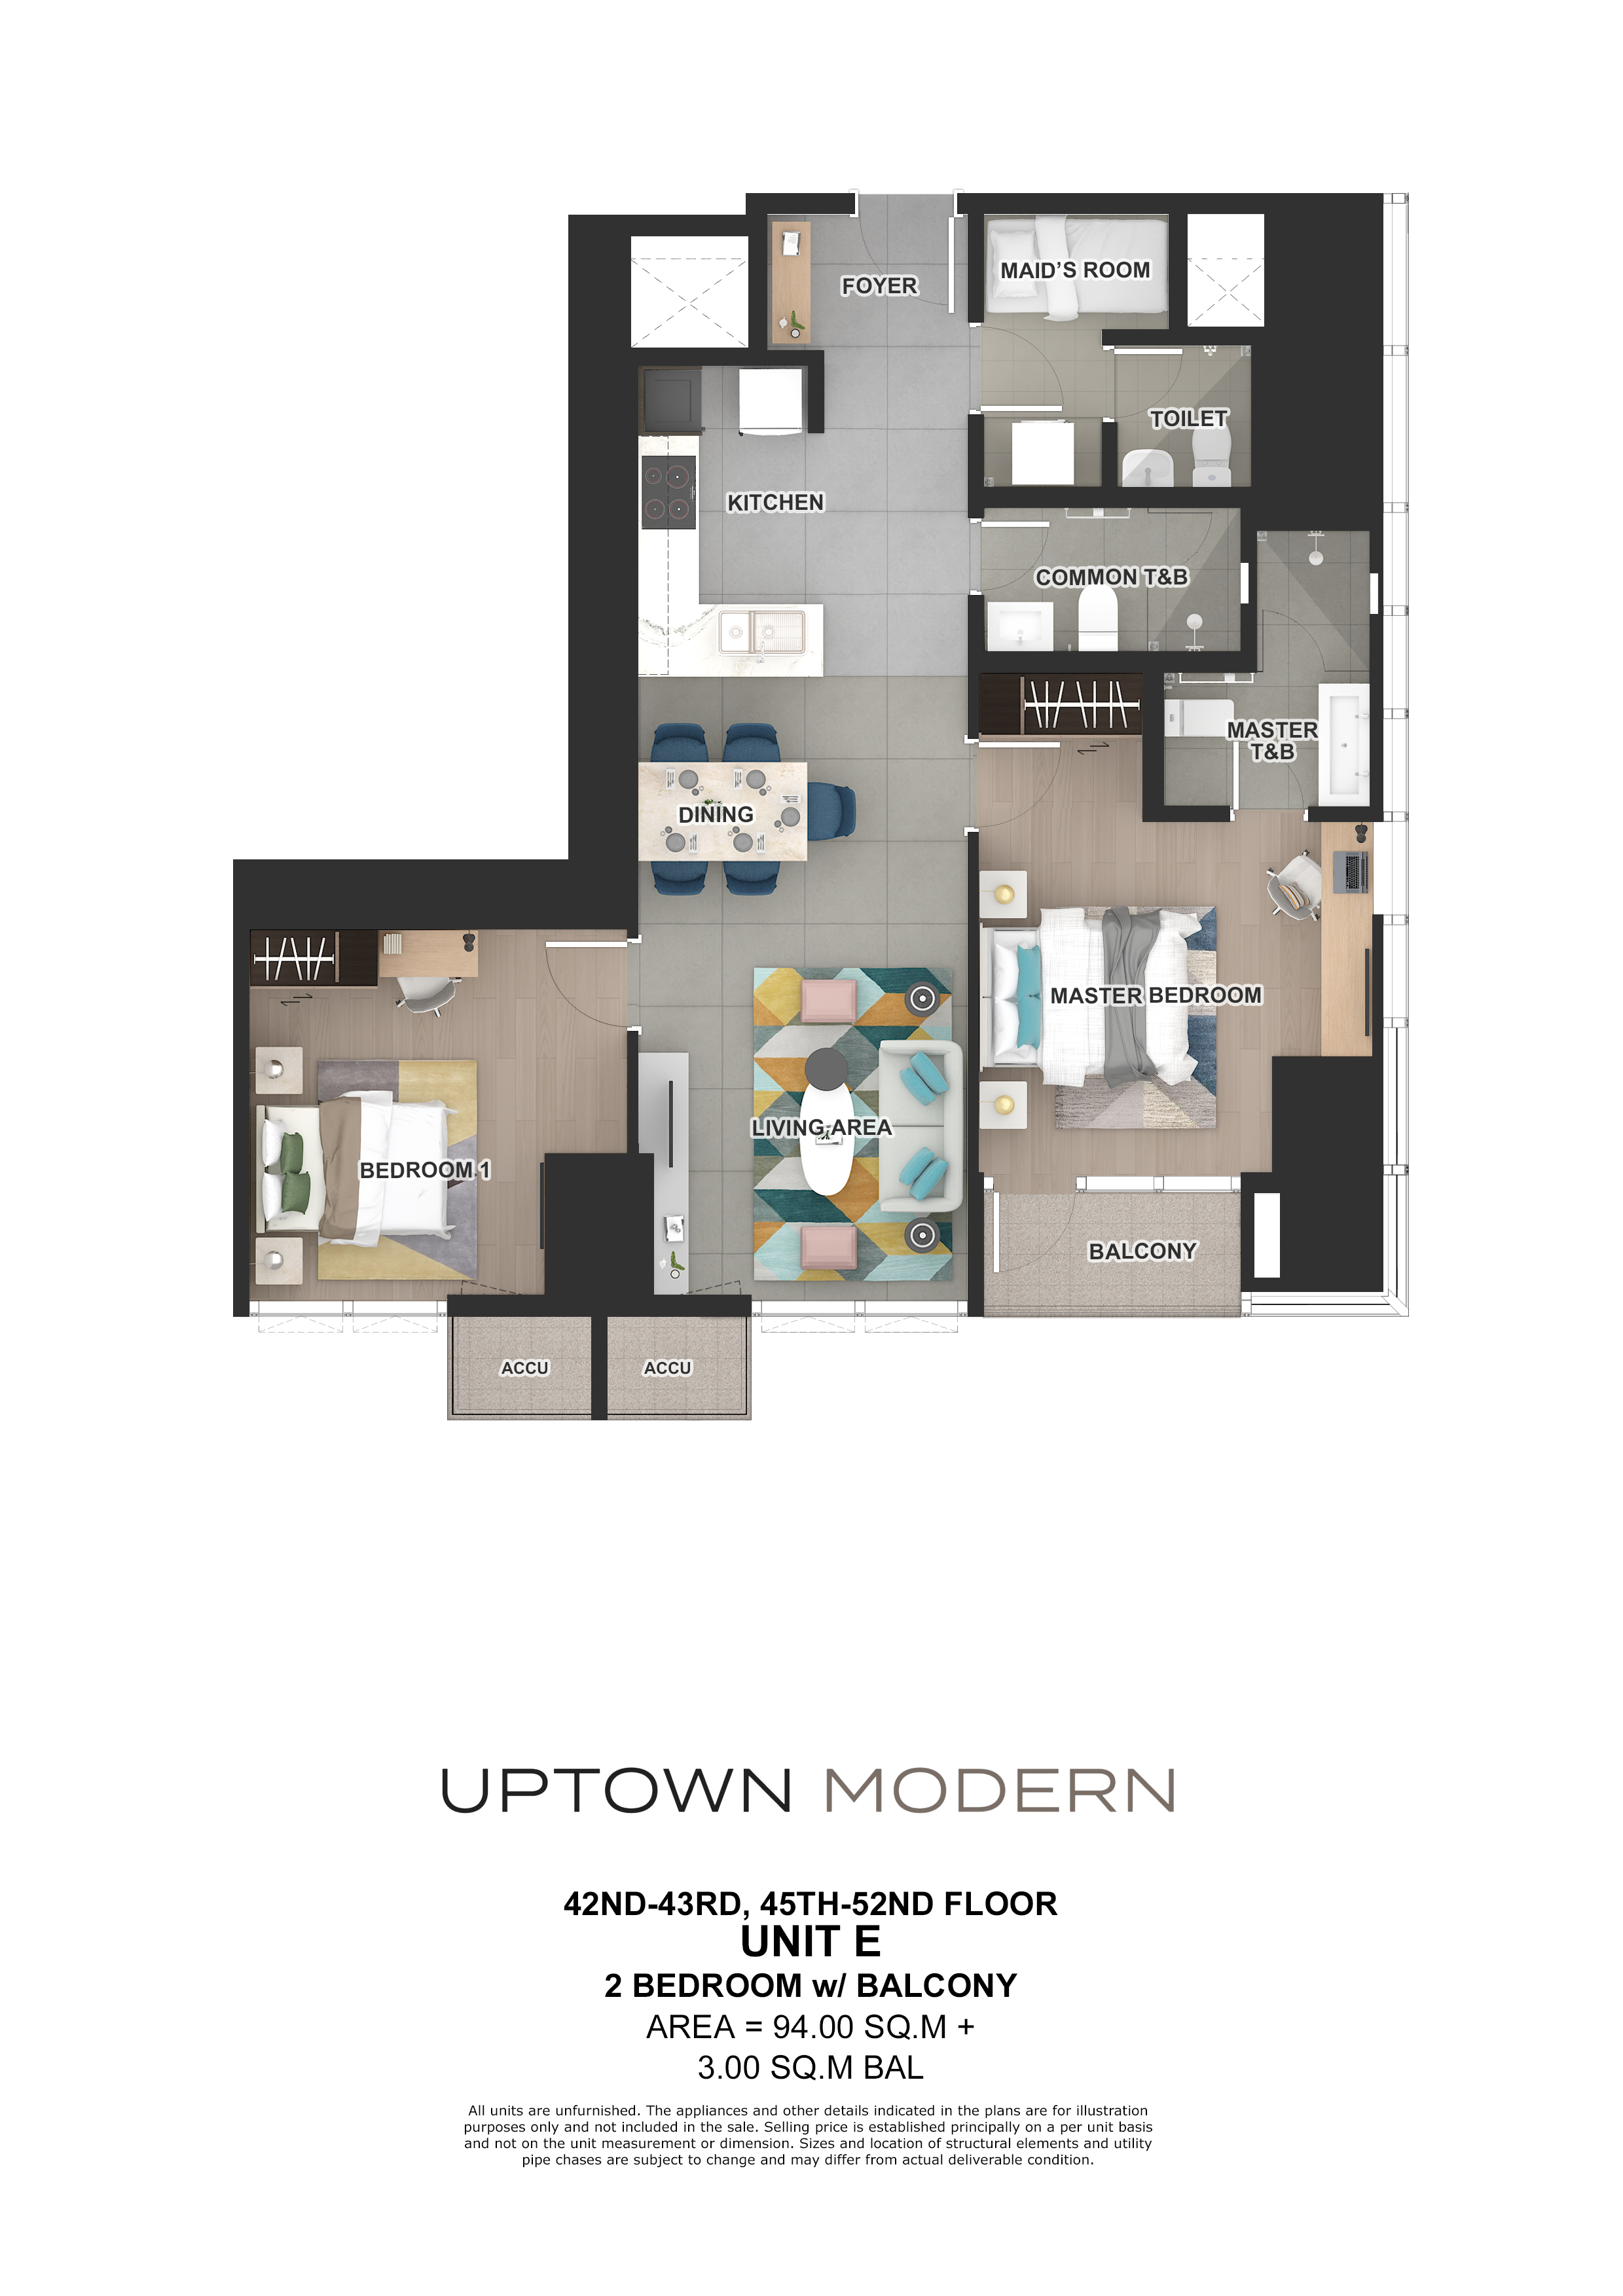 FOYER
MAID'S ROOM
TOILET
KITCHEN
COMMON T&B
MASTER
T&B
DINING
MASTER BEDROOM
LIVING AREA
BEDROOM 1
BALCONY
ACCU
ACCU
UPTOWN MODERN
42ND-43RD, 45TH-52ND FLOOR
UNIT E
2 BEDROOM w/ BALCONY
AREA = 94.00 SQ.M +
3.00 SQ.M BAL
All units are unfurnished. The appliances and other details indicated in the plans are for illustration
purposes only and not included in the sale. Selling price is established principally on a per unit basis
and not on the unit measurement or dimension. Sizes and location of structural elements and utility
pipe chases are subject to change and may differ from actual deliverable condition.